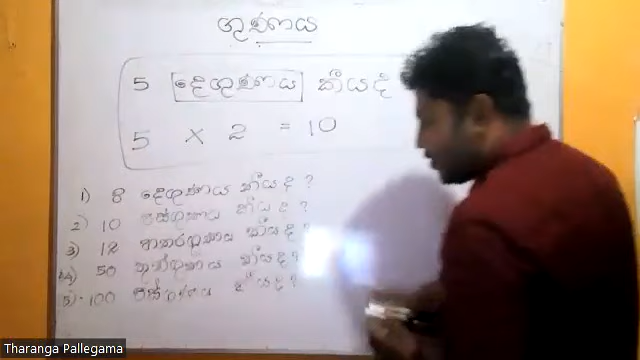 ගුණය
5 දෙගුණය කීයද
5 × 2 = 10
1) 8 දෙගුණය කීයද?
2) 10 කීයද?
3) 12 කීයද?
4) 50 තුන්ගුණය කීයද?
5) 100 කීයද?
Tharanga Pallegama